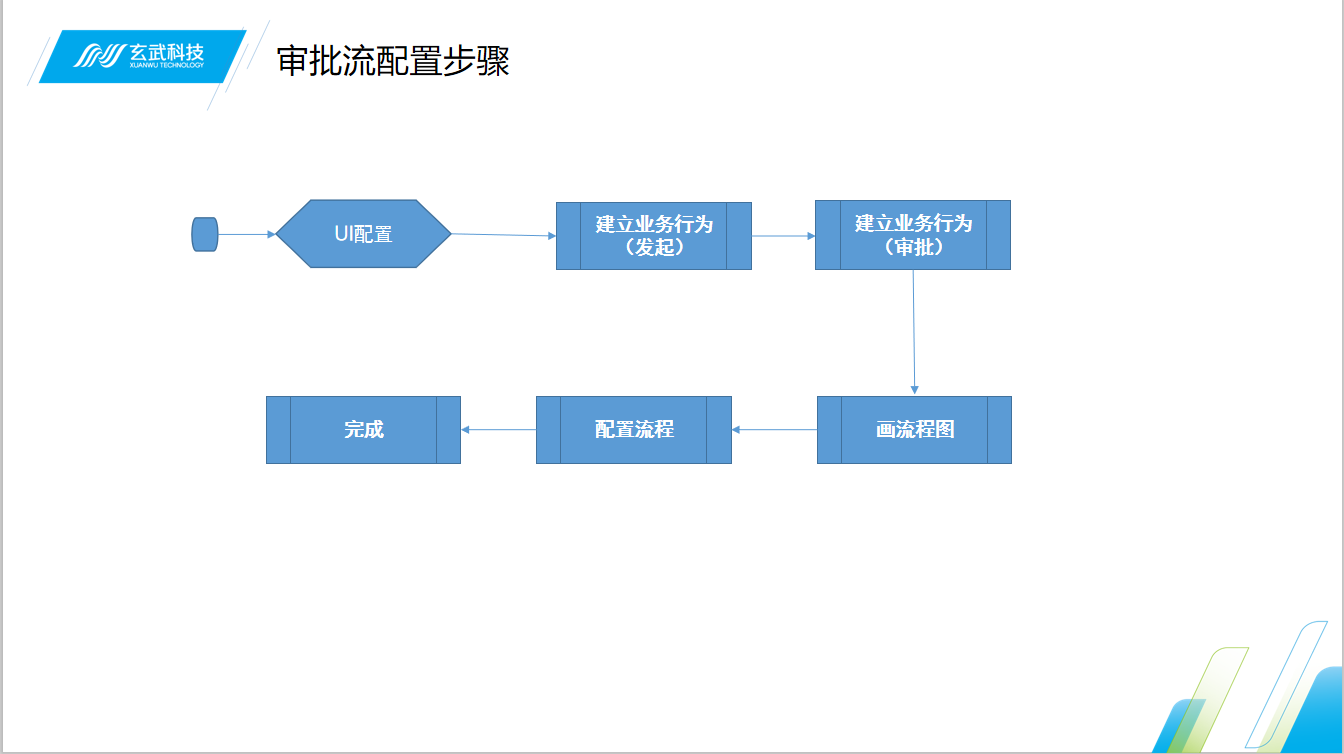 玄武科技
XUANWU TECHNOLOGY
审批流配置步骤
UI配置
建立业务行为
（发起）
建立业务行为
（审批）
完成
配置流程
画流程图